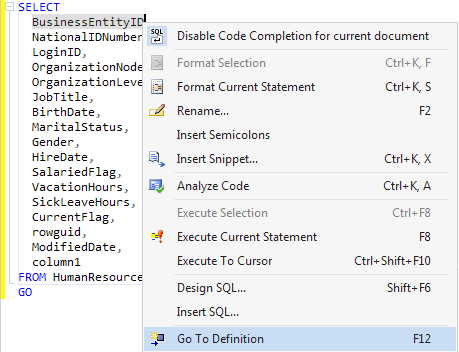 SELECT
BusinessEntityID
NationalIDNumber
LoginID,
OrganizationNode
OrganizationLeve
JobTitle,
BirthDate,
MaritalStatus,
Gender,
HireDate,
SalariedFlag,
VacationHours,
SickLeaveHours,
CurrentFlag,
rowguid,
ModifiedDate,
column1
FROM HumanResource
GO
SQL
Disable Code Completion for current document
Format Selection Ctrl+K, F
Format Current Statement Ctrl+K, S
Rename... F2
Insert Semicolons
Insert Snippet... Ctrl+K, X
Analyze Code Ctrl+K, A
Execute Selection Ctrl+F8
Execute Current Statement F8
Execute To Cursor Ctrl+Shift+F10
Design SQL... Shift+F6
Insert SQL...
Go To Definition F12